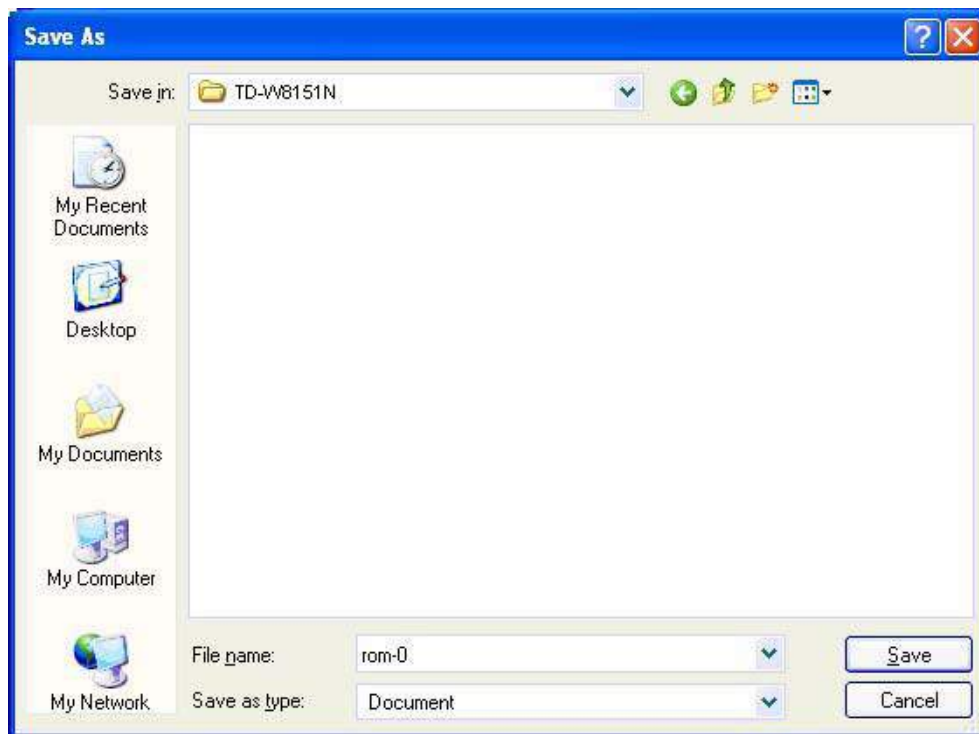 Save As
Save in: TD-W8151N
My Recent
Documents
Desktop
My Documents
My Computer
My Network
File name: rom-0
Save as type: Document
Save
Cancel